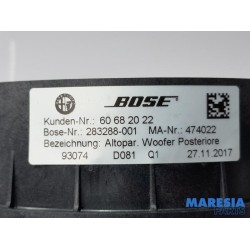 BOSE
Kunden-Nr.: 60 68 20 22
Bose-Nr.: 283288-001 MA-Nr.: 474022
Bezeichnung: Altopar. Woofer Posteriore
93074 D081 Q1 27.11.2017
MARESIA